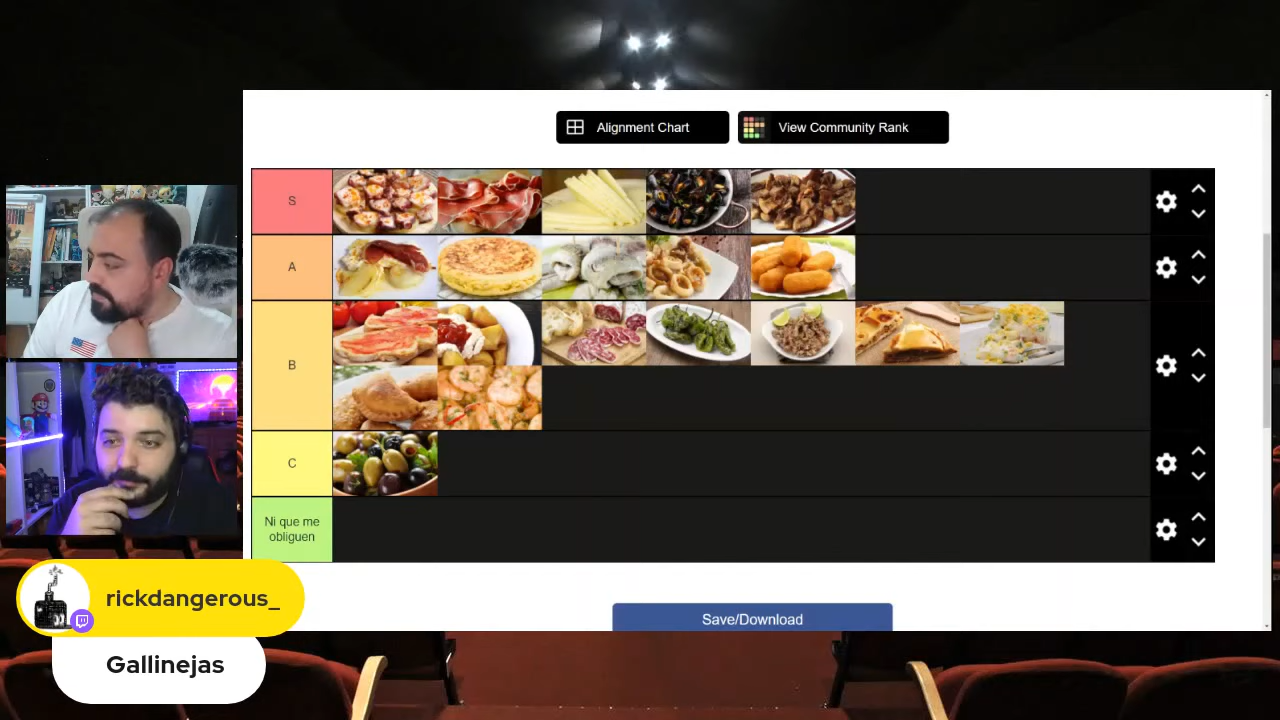 Alignment Chart
View Community Rank
S
A
B
C
Ni que me
obliguen
Save/Download
rickdangerous_
Gallinejas